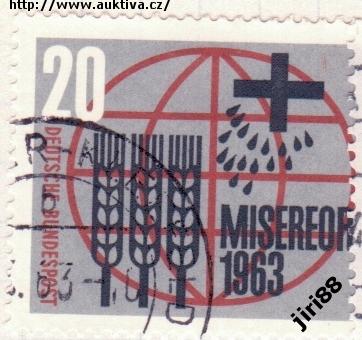 http://www.auktiva.cz/
20
DEUTSCHE BUNDESPOST
MISEREOR
1963
jiri88